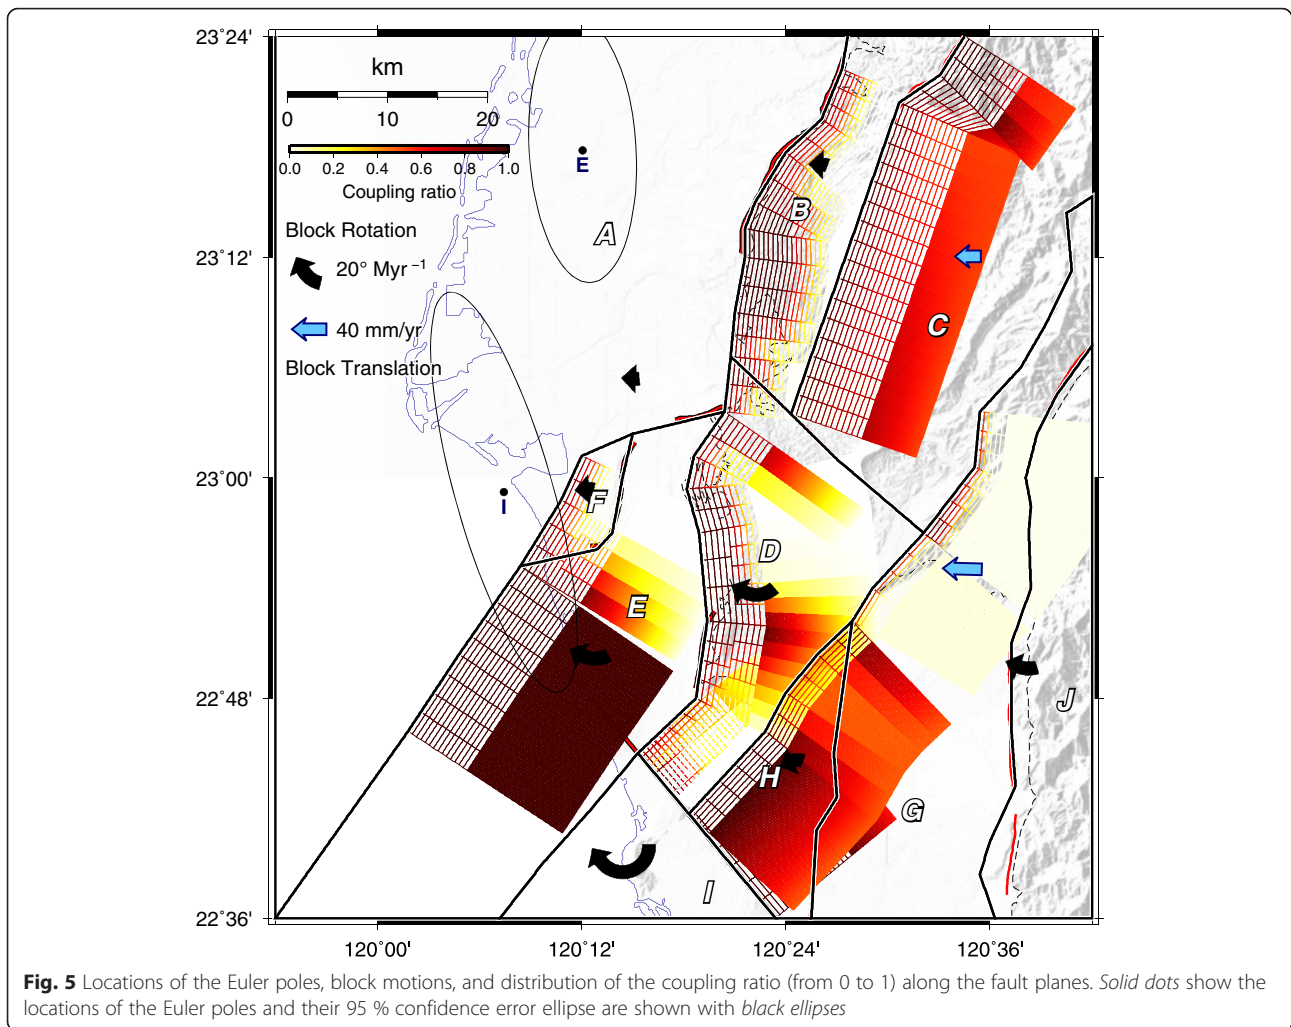 23°24'
km
0 10 20
0.0 0.2 0.4 0.6 0.8 1.0
Coupling ratio
E
A
B
Block Rotation
20° Myr⁻¹
23°12'
C
40 mm/yr
Block Translation
23°00'
i
F
D
E
22°48'
J
H
G
I
22°36'
120°00' 120°12' 120°24' 120°36'
Fig. 5 Locations of the Euler poles, block motions, and distribution of the coupling ratio (from 0 to 1) along the fault planes. Solid dots show the
locations of the Euler poles and their 95 % confidence error ellipse are shown with black ellipses